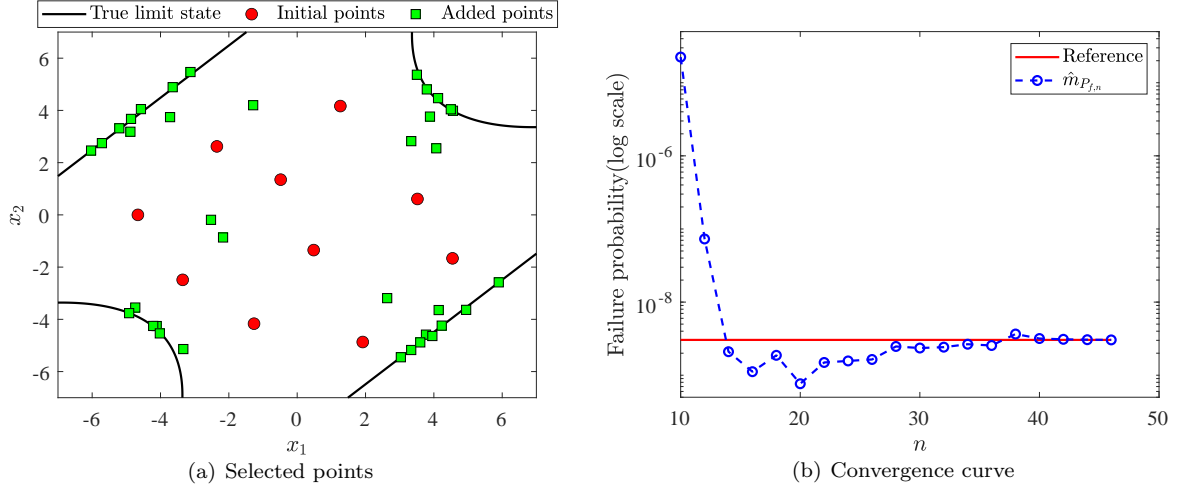 True limit state Initial points Added points
6
4
2
0
-2
-4
-6
x₂
-6 -4 -2 0 2 4 6
x₁
(a) Selected points
Reference
m̂_{P_{f,n}}
10⁻⁶
10⁻⁸
Failure probability(log scale)
10 20 30 40 50
n
(b) Convergence curve